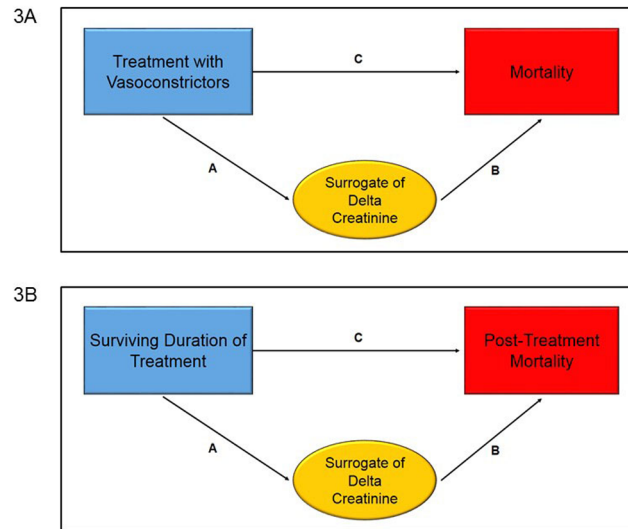 3A
Treatment with
Vasoconstrictors
C
Mortality
A
Surrogate of
Delta
Creatinine
B
3B
Surviving Duration of
Treatment
C
Post-Treatment
Mortality
A
Surrogate of
Delta
Creatinine
B